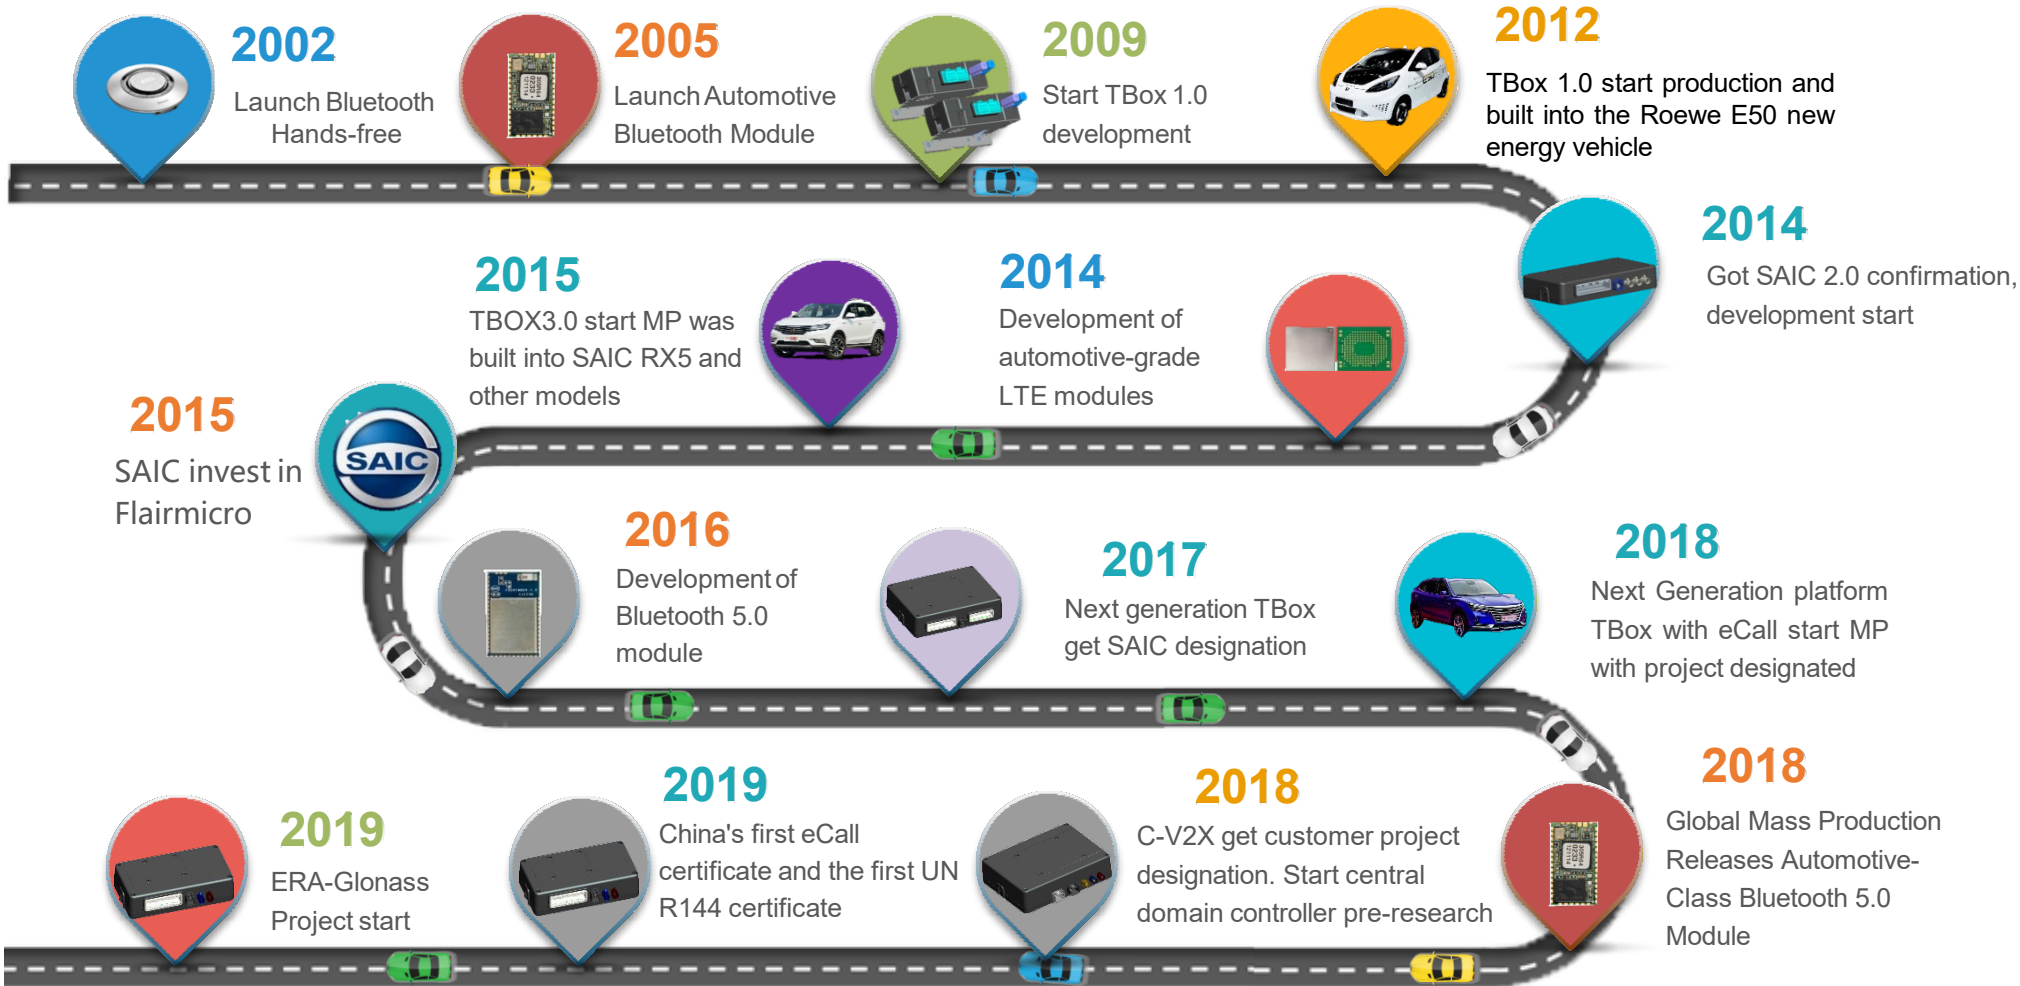 2002
Launch Bluetooth
Hands-free
2005
Launch Automotive
Bluetooth Module
2009
Start TBox 1.0
development
2012
TBox 1.0 start production and
built into the Roewe E50 new
energy vehicle
2014
Got SAIC 2.0 confirmation,
development start
2014
Development of
automotive-grade
LTE modules
2015
TBOX3.0 start MP was
built into SAIC RX5 and
other models
2015
SAIC invest in
Flairmicro
SAIC
2016
Development of
Bluetooth 5.0
module
2017
Next generation TBox
get SAIC designation
2018
Next Generation platform
TBox with eCall start MP
with project designated
2018
Global Mass Production
Releases Automotive-
Class Bluetooth 5.0
Module
2018
C-V2X get customer project
designation. Start central
domain controller pre-research
2019
China's first eCall
certificate and the first UN
R144 certificate
2019
ERA-Glonass
Project start